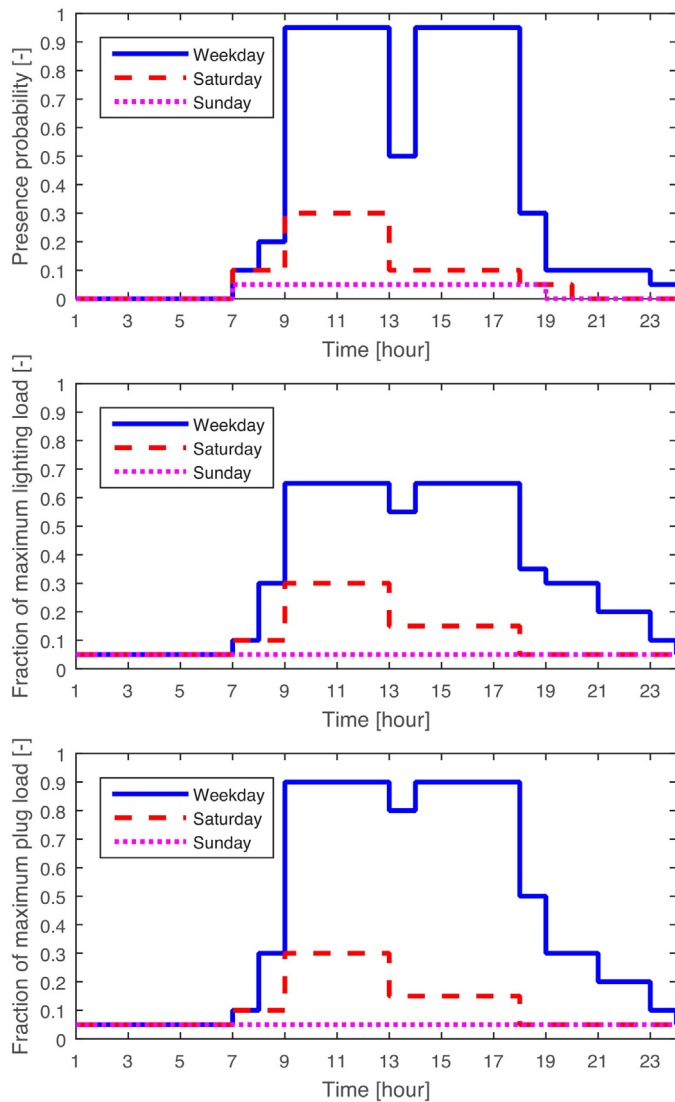 Presence probability [-]
1
0.9
0.8
0.7
0.6
0.5
0.4
0.3
0.2
0.1
0
Weekday
Saturday
Sunday
1 3 5 7 9 11 13 15 17 19 21 23
Time [hour]
Fraction of maximum lighting load [-]
1
0.9
0.8
0.7
0.6
0.5
0.4
0.3
0.2
0.1
0
Weekday
Saturday
Sunday
1 3 5 7 9 11 13 15 17 19 21 23
Time [hour]
Fraction of maximum plug load [-]
1
0.9
0.8
0.7
0.6
0.5
0.4
0.3
0.2
0.1
0
Weekday
Saturday
Sunday
1 3 5 7 9 11 13 15 17 19 21 23
Time [hour]